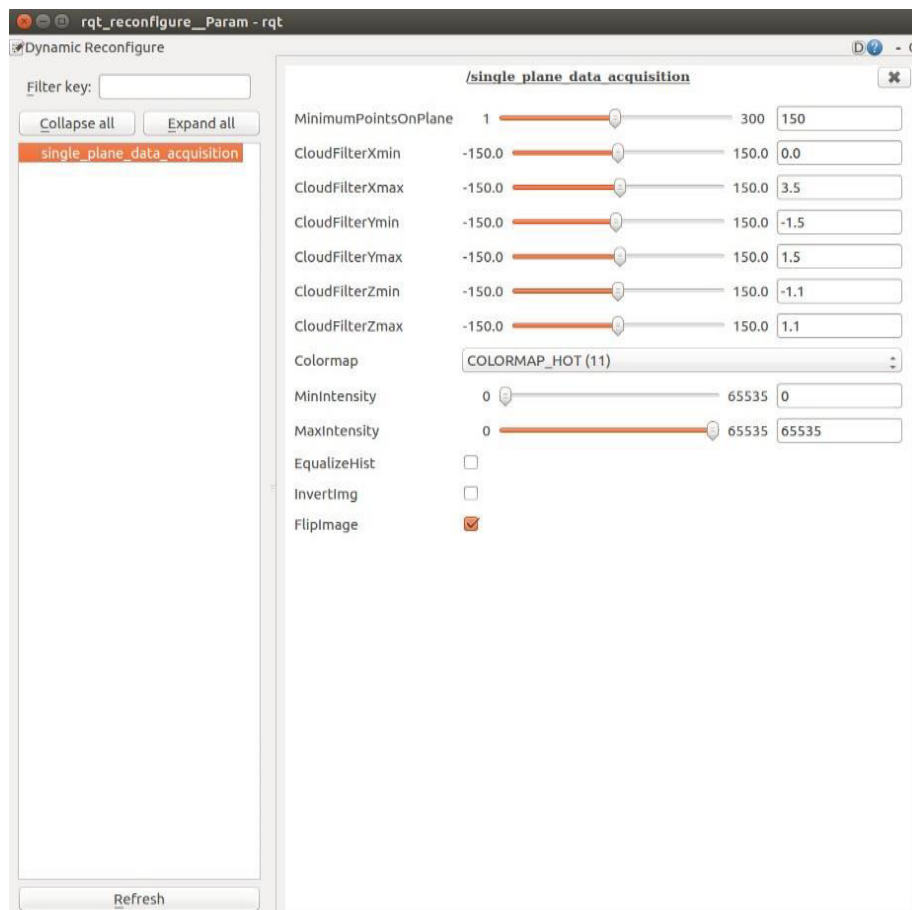 rqt_reconfigure__Param - rqt
Dynamic Reconfigure D ? -
/single_plane_data_acquisition
Filter key:
Collapse all Expand all
single_plane_data_acquisition
MinimumPointsOnPlane 1 300 150
CloudFilterXmin -150.0 150.0 0.0
CloudFilterXmax -150.0 150.0 3.5
CloudFilterYmin -150.0 150.0 -1.5
CloudFilterYmax -150.0 150.0 1.5
CloudFilterZmin -150.0 150.0 -1.1
CloudFilterZmax -150.0 150.0 1.1
Colormap COLORMAP_HOT (11)
MinIntensity 0 65535 0
MaxIntensity 0 65535 65535
EqualizeHist
InvertImg
FlipImage
Refresh